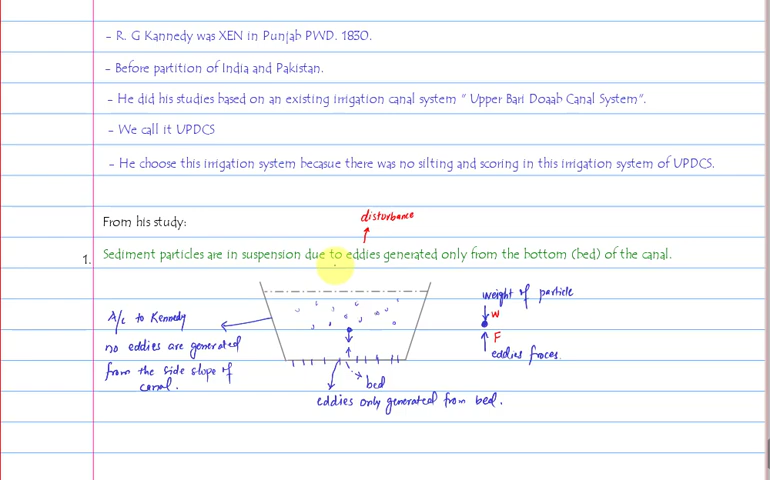 - R. G Kannedy was XEN in Punjab PWD. 1830.
- Before partition of India and Pakistan.
- He did his studies based on an existing irrigation canal system " Upper Bari Doaab Canal System".
- We call it UPDCS
- He choose this irrigation system becasue there was no silting and scoring in this irrigation system of UPDCS.
From his study:
disturbance
1. Sediment particles are in suspension due to eddies generated only from the bottom (bed) of the canal.
A/c to Kennedy
no eddies are generated
from the side slope of
canal.
bed
eddies only generated from bed.
weight of particle
W
F
eddies froces.